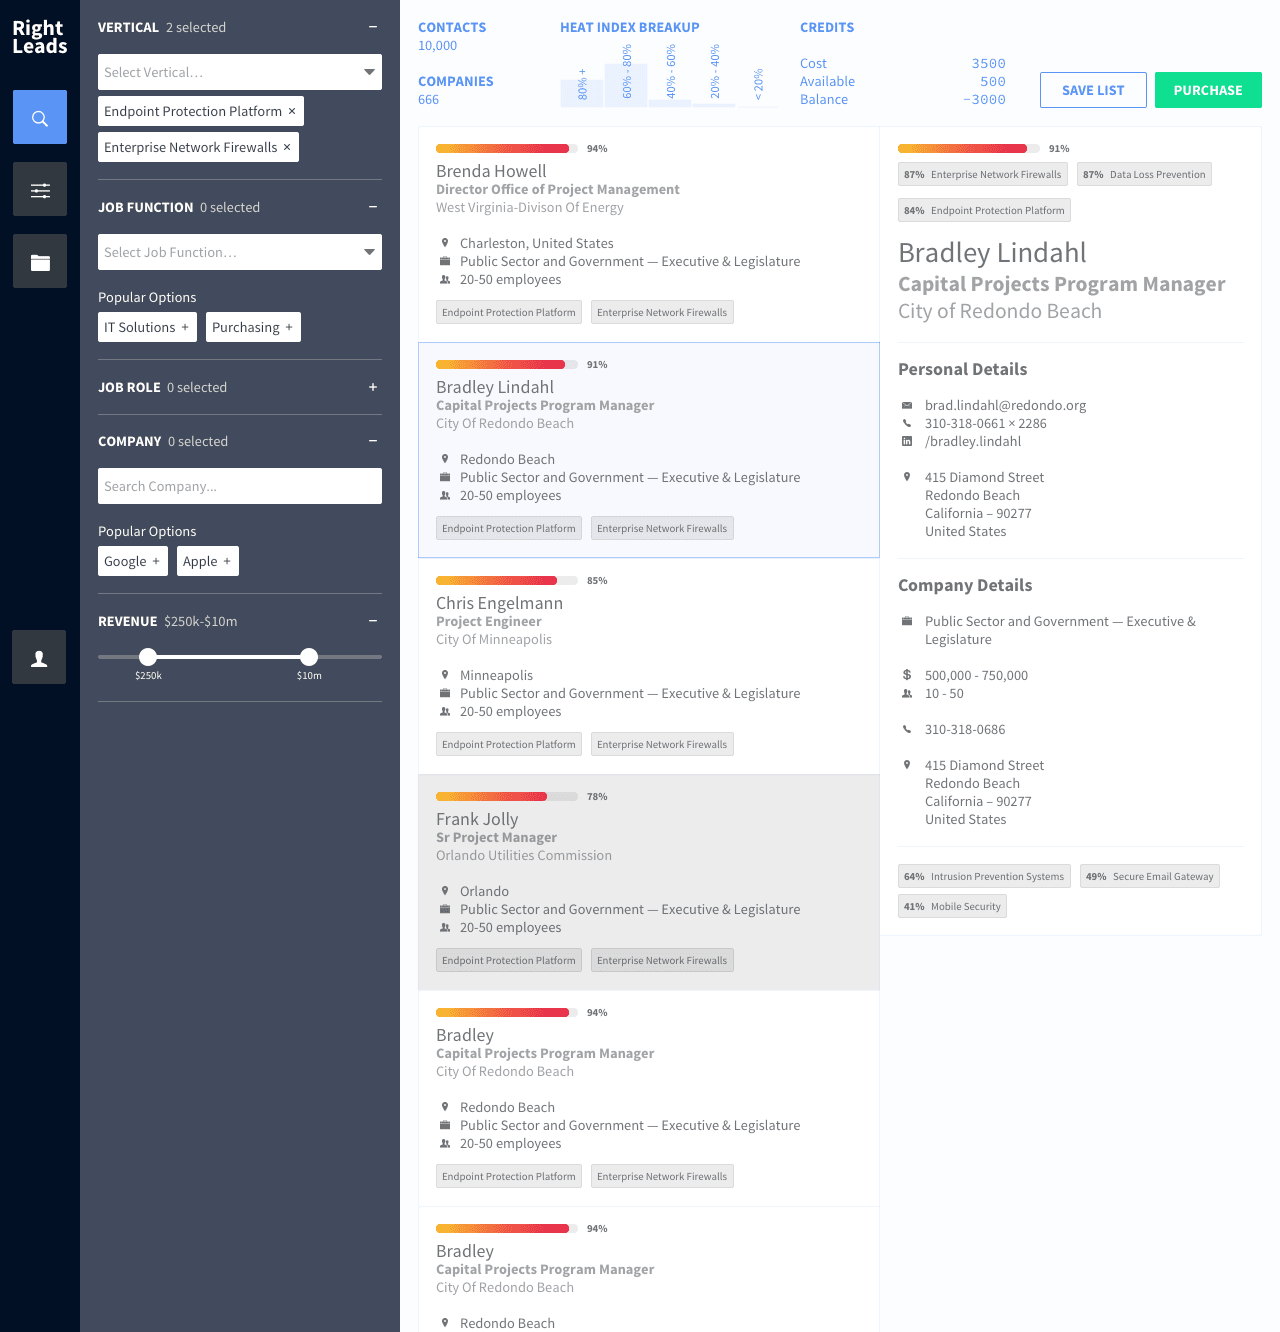 Right
Leads
VERTICAL 2 selected −
Select Vertical…
Endpoint Protection Platform ×
Enterprise Network Firewalls ×
JOB FUNCTION 0 selected −
Select Job Function…
Popular Options
IT Solutions +
Purchasing +
JOB ROLE 0 selected +
COMPANY 0 selected −
Search Company...
Popular Options
Google +
Apple +
REVENUE $250k-$10m −
$250k
$10m
CONTACTS
10,000
COMPANIES
666
HEAT INDEX BREAKUP
80% +
60% - 80%
40% - 60%
20% - 40%
< 20%
CREDITS
Cost 3500
Available 500
Balance −3000
SAVE LIST
PURCHASE
94%
Brenda Howell
Director Office of Project Management
West Virginia-Divison Of Energy
Charleston, United States
Public Sector and Government — Executive & Legislature
20-50 employees
Endpoint Protection Platform
Enterprise Network Firewalls
91%
Bradley Lindahl
Capital Projects Program Manager
City Of Redondo Beach
Redondo Beach
Public Sector and Government — Executive & Legislature
20-50 employees
Endpoint Protection Platform
Enterprise Network Firewalls
85%
Chris Engelmann
Project Engineer
City Of Minneapolis
Minneapolis
Public Sector and Government — Executive & Legislature
20-50 employees
Endpoint Protection Platform
Enterprise Network Firewalls
78%
Frank Jolly
Sr Project Manager
Orlando Utilities Commission
Orlando
Public Sector and Government — Executive & Legislature
20-50 employees
Endpoint Protection Platform
Enterprise Network Firewalls
94%
Bradley
Capital Projects Program Manager
City Of Redondo Beach
Redondo Beach
Public Sector and Government — Executive & Legislature
20-50 employees
Endpoint Protection Platform
Enterprise Network Firewalls
94%
Bradley
Capital Projects Program Manager
City Of Redondo Beach
Redondo Beach
91%
87% Enterprise Network Firewalls
87% Data Loss Prevention
84% Endpoint Protection Platform
Bradley Lindahl
Capital Projects Program Manager
City of Redondo Beach
Personal Details
brad.lindahl@redondo.org
310-318-0661 × 2286
/bradley.lindahl
415 Diamond Street
Redondo Beach
California – 90277
United States
Company Details
Public Sector and Government — Executive &
Legislature
500,000 - 750,000
10 - 50
310-318-0686
415 Diamond Street
Redondo Beach
California – 90277
United States
64% Intrusion Prevention Systems
49% Secure Email Gateway
41% Mobile Security